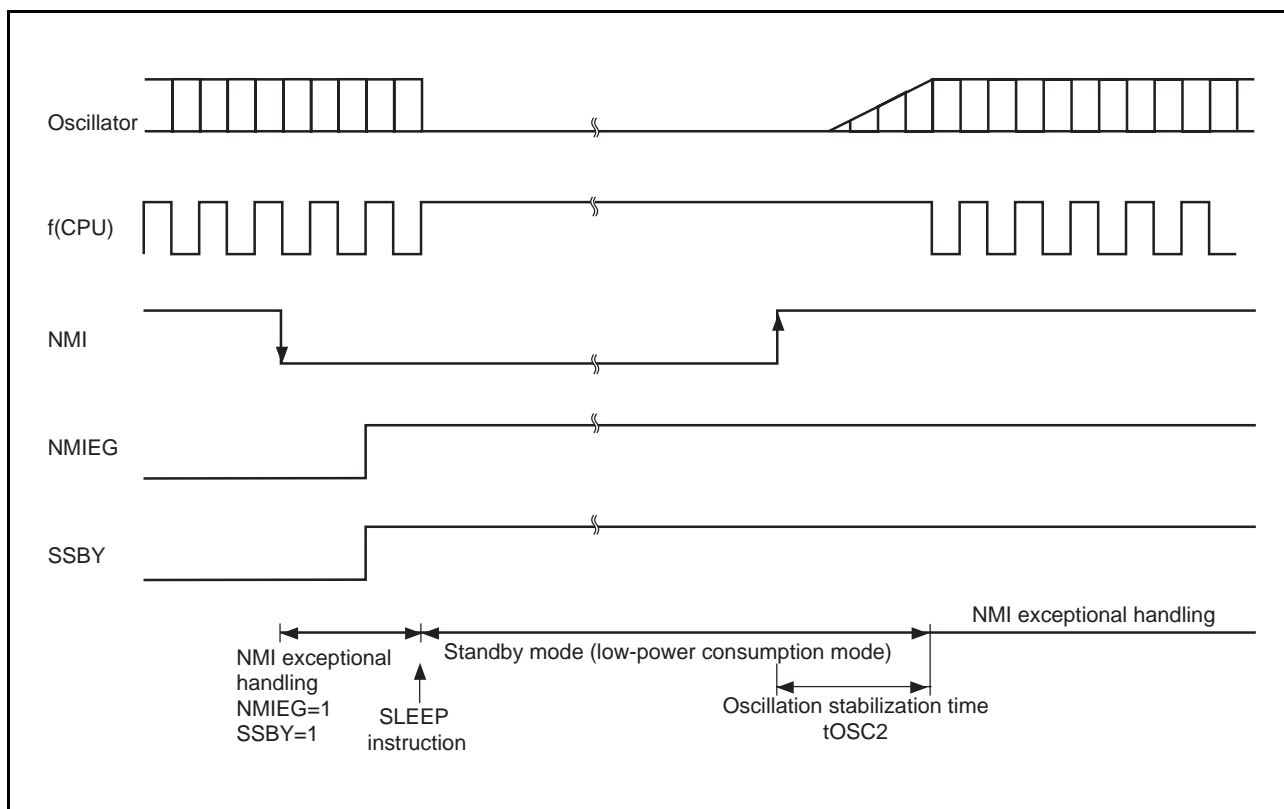 Oscillator
f(CPU)
NMI
NMIEG
SSBY
NMI exceptional
handling
NMIEG=1
SSBY=1
SLEEP
instruction
Standby mode (low-power consumption mode)
Oscillation stabilization time
tOSC2
NMI exceptional handling